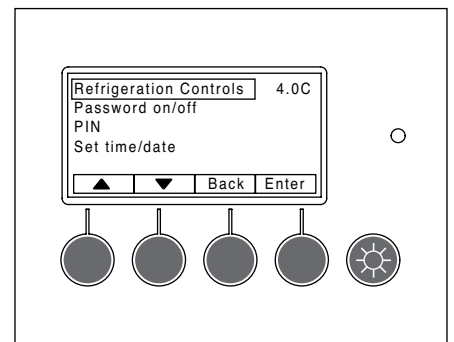 Refrigeration Controls 4.0C
Password on/off
PIN
Set time/date
▲ ▼ Back Enter